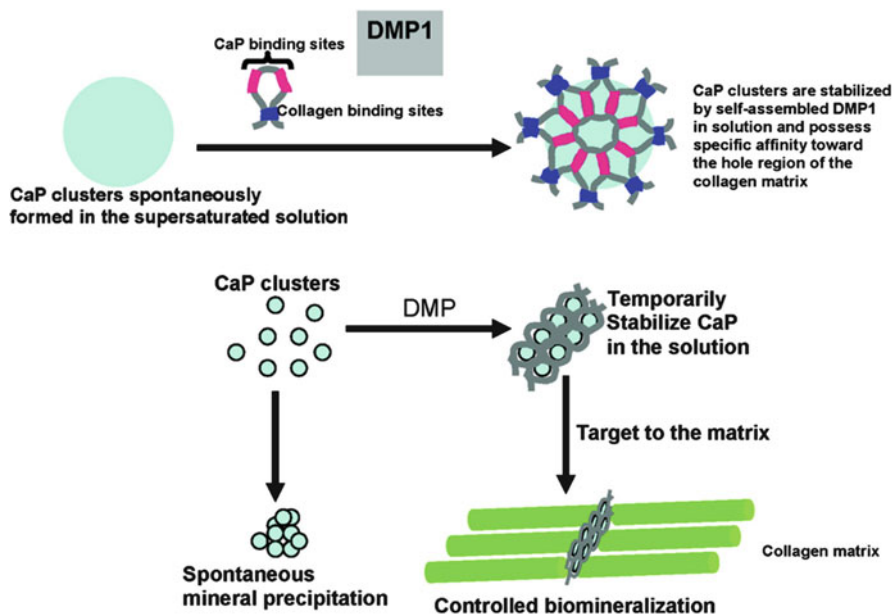 CaP binding sites
DMP1
Collagen binding sites
CaP clusters spontaneously
formed in the supersaturated solution
CaP clusters are stabilized
by self-assembled DMP1
in solution and possess
specific affinity toward
the hole region of the
collagen matrix
CaP clusters
DMP
Temporarily
Stabilize CaP
in the solution
Target to the matrix
Spontaneous
mineral precipitation
Collagen matrix
Controlled biomineralization